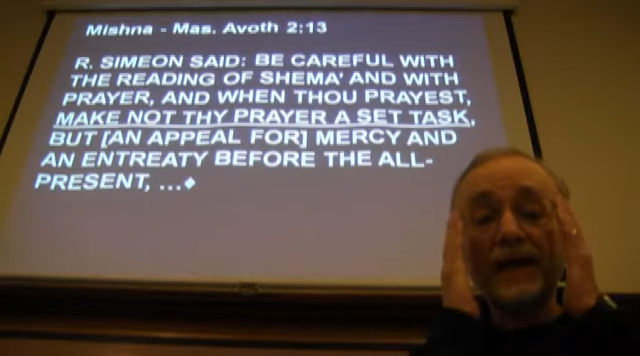 Mishna - Mas. Avoth 2:13
R. SIMEON SAID: BE CAREFUL WITH
THE READING OF SHEMA' AND WITH
PRAYER, AND WHEN THOU PRAYEST,
MAKE NOT THY PRAYER A SET TASK,
BUT [AN APPEAL FOR] MERCY AND
AN ENTREATY BEFORE THE ALL-
PRESENT, ...♦